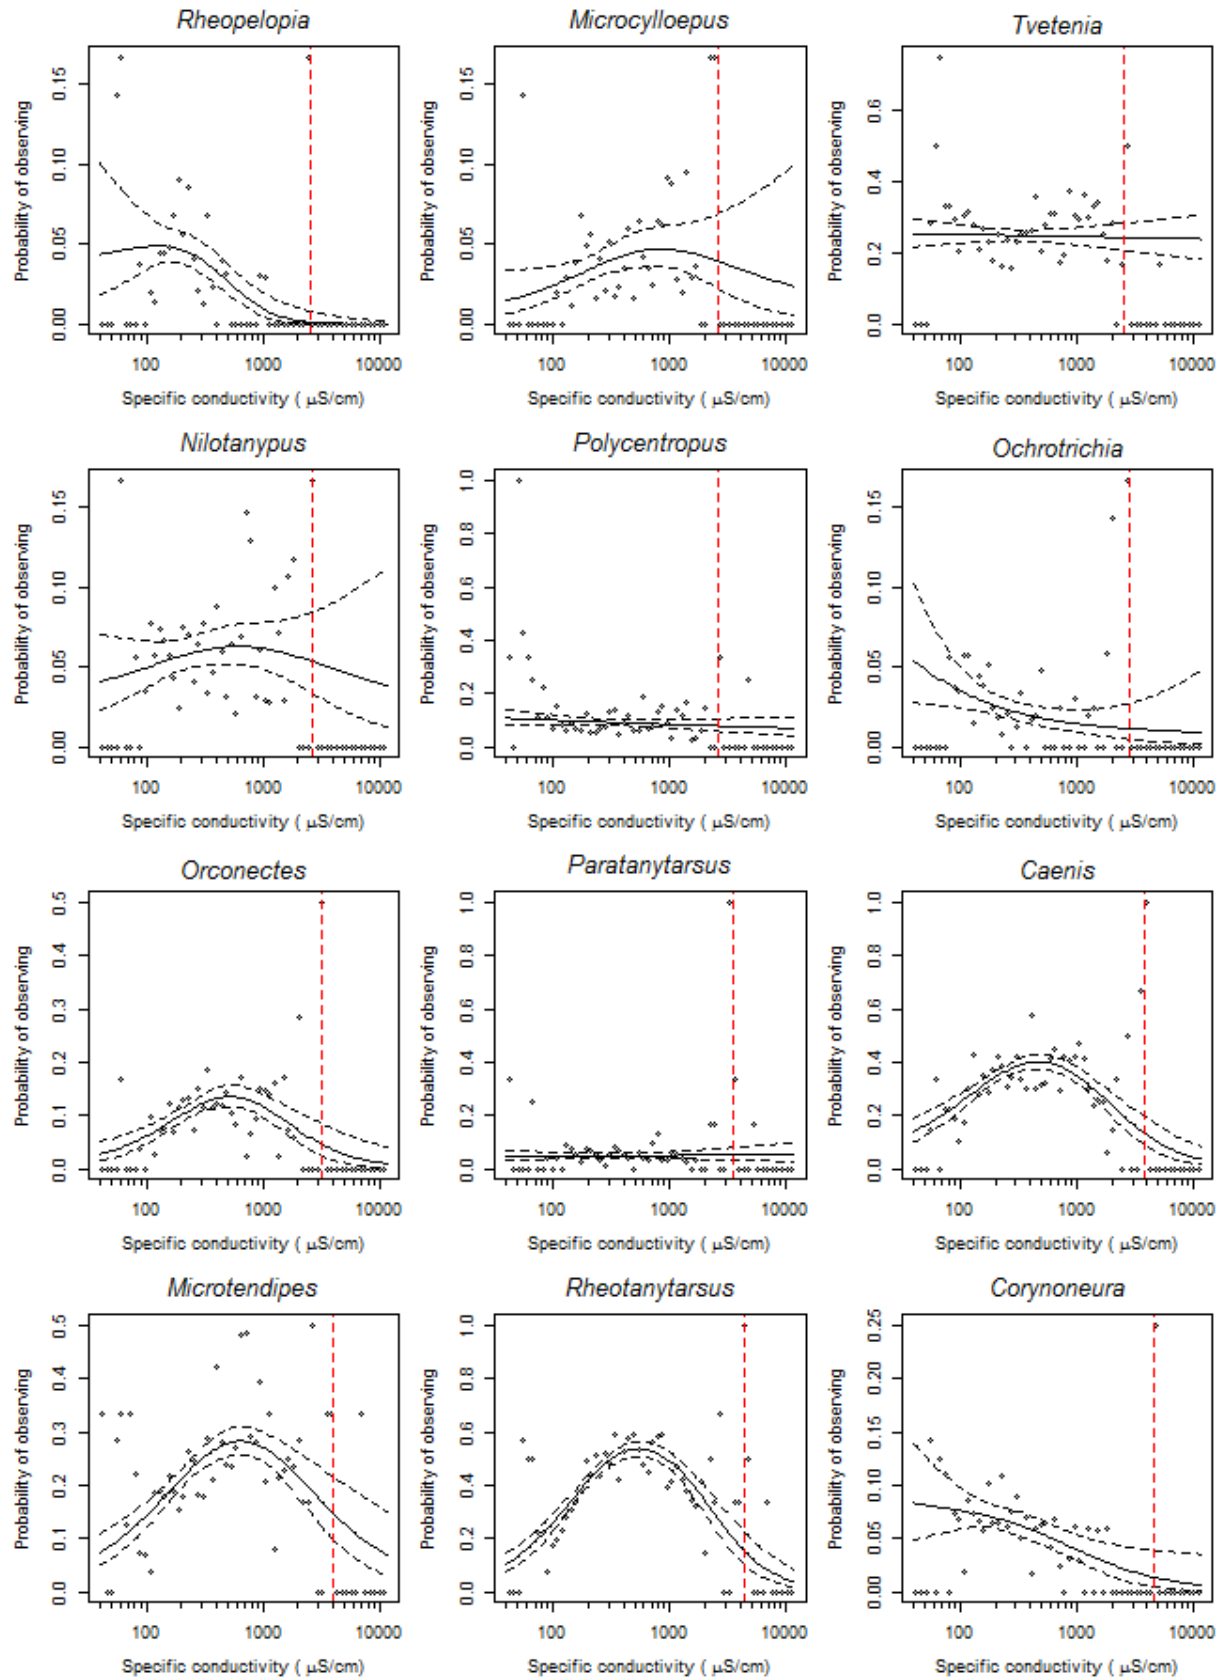 Rheopelopia Microcylloepus Tvetenia
Probability of observing
0.00 0.05 0.10 0.15
100 1000 10000
Specific conductivity ( μS/cm)
Probability of observing
0.00 0.05 0.10 0.15
100 1000 10000
Specific conductivity ( μS/cm)
Probability of observing
0.0 0.2 0.4 0.6
100 1000 10000
Specific conductivity ( μS/cm)
Nilotanypus Polycentropus Ochrotrichia
Probability of observing
0.00 0.05 0.10 0.15
100 1000 10000
Specific conductivity ( μS/cm)
Probability of observing
0.0 0.2 0.4 0.6 0.8 1.0
100 1000 10000
Specific conductivity ( μS/cm)
Probability of observing
0.00 0.05 0.10 0.15
100 1000 10000
Specific conductivity ( μS/cm)
Orconectes Paratanytarsus Caenis
Probability of observing
0.0 0.1 0.2 0.3 0.4 0.5
100 1000 10000
Specific conductivity ( μS/cm)
Probability of observing
0.0 0.2 0.4 0.6 0.8 1.0
100 1000 10000
Specific conductivity ( μS/cm)
Probability of observing
0.0 0.2 0.4 0.6 0.8 1.0
100 1000 10000
Specific conductivity ( μS/cm)
Microtendipes Rheotanytarsus Corynoneura
Probability of observing
0.0 0.1 0.2 0.3 0.4 0.5
100 1000 10000
Specific conductivity ( μS/cm)
Probability of observing
0.0 0.2 0.4 0.6 0.8 1.0
100 1000 10000
Specific conductivity ( μS/cm)
Probability of observing
0.00 0.05 0.10 0.15 0.20 0.25
100 1000 10000
Specific conductivity ( μS/cm)